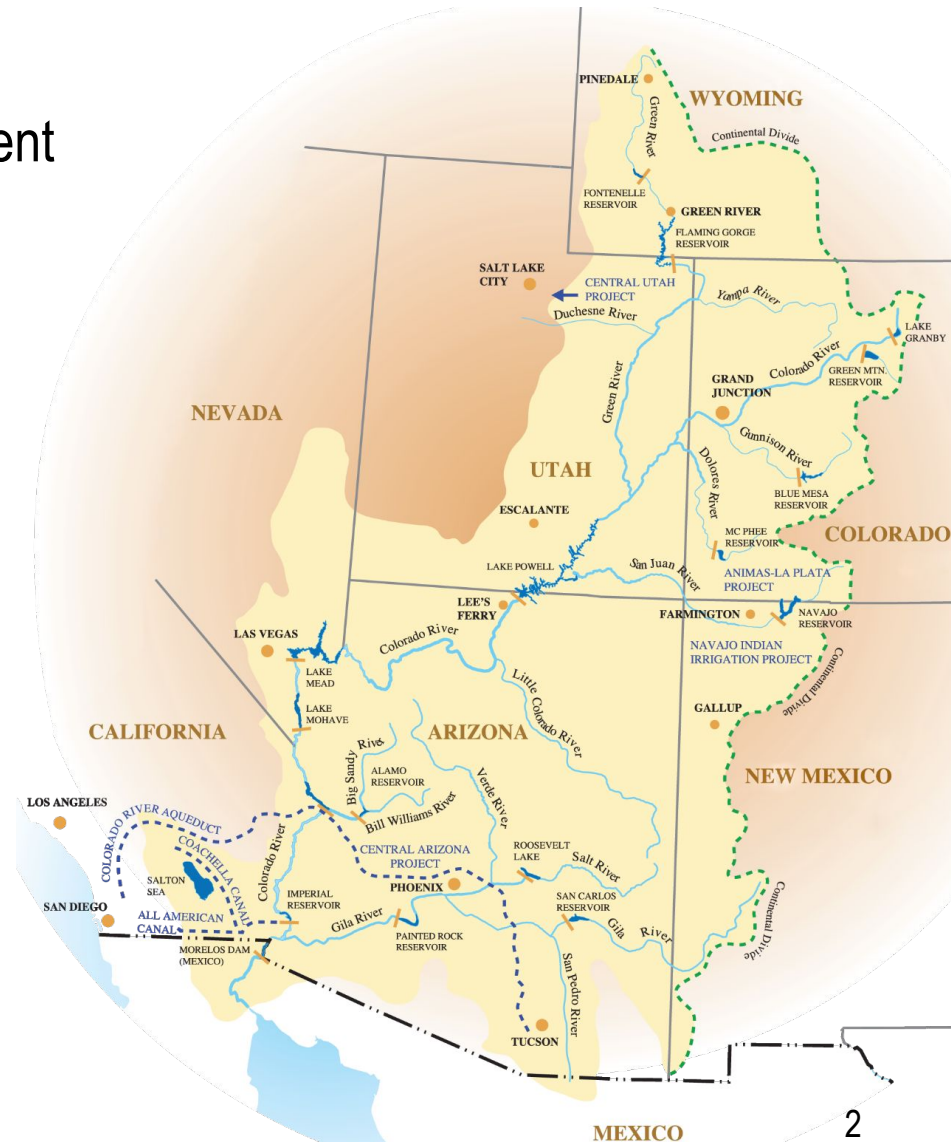 ent
PINEDALE
WYOMING
Green River
Continental Divide
FONTENELLE
RESERVOIR
GREEN RIVER
FLAMING GORGE
RESERVOIR
SALT LAKE
CITY
CENTRAL UTAH
PROJECT
Yampa River
Duchesne River
LAKE
GRANBY
Colorado River
GREEN MTN.
RESERVOIR
GRAND
JUNCTION
Green River
NEVADA
Gunnison River
UTAH
Dolores River
BLUE MESA
RESERVOIR
ESCALANTE
MC PHEE
RESERVOIR
COLORADO
LAKE POWELL
San Juan River
ANIMAS-LA PLATA
PROJECT
LEE'S
FERRY
FARMINGTON
NAVAJO
RESERVOIR
LAS VEGAS
Colorado River
NAVAJO INDIAN
IRRIGATION PROJECT
LAKE
MEAD
Little Colorado River
Continental Divide
LAKE
MOHAVE
GALLUP
CALIFORNIA
ARIZONA
Big Sandy River
ALAMO
RESERVOIR
Verde River
NEW MEXICO
LOS ANGELES
COLORADO RIVER AQUEDUCT
Bill Williams River
COACHELLA CANAL
Colorado River
CENTRAL ARIZONA
PROJECT
ROOSEVELT
LAKE
Salt River
SALTON
SEA
PHOENIX
IMPERIAL
RESERVOIR
SAN CARLOS
RESERVOIR
Continental Divide
SAN DIEGO
ALL AMERICAN
CANAL
Gila River
PAINTED ROCK
RESERVOIR
Gila River
MORELOS DAM
(MEXICO)
San Pedro River
TUCSON
MEXICO
2